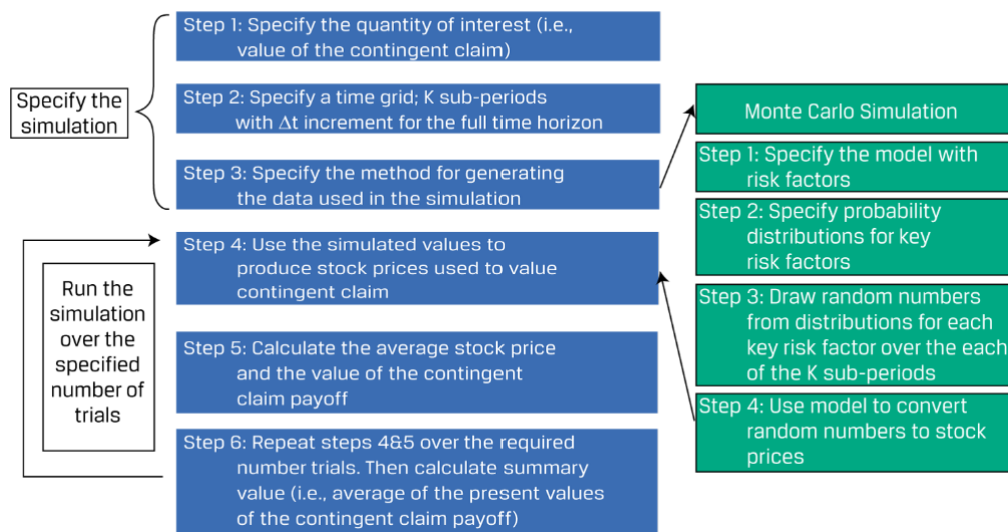 Step 1: Specify the quantity of interest (i.e.,
value of the contingent claim)
Specify the
simulation
Step 2: Specify a time grid; K sub-periods
with Δt increment for the full time horizon
Step 3: Specify the method for generating
the data used in the simulation
Run the
simulation
over the
specified
number of
trials
Step 4: Use the simulated values to
produce stock prices used to value
contingent claim
Step 5: Calculate the average stock price
and the value of the contingent
claim payoff
Step 6: Repeat steps 4&5 over the required
number trials. Then calculate summary
value (i.e., average of the present values
of the contingent claim payoff)
Monte Carlo Simulation
Step 1: Specify the model with
risk factors
Step 2: Specify probability
distributions for key
risk factors
Step 3: Draw random numbers
from distributions for each
key risk factor over the each
of the K sub-periods
Step 4: Use model to convert
random numbers to stock
prices